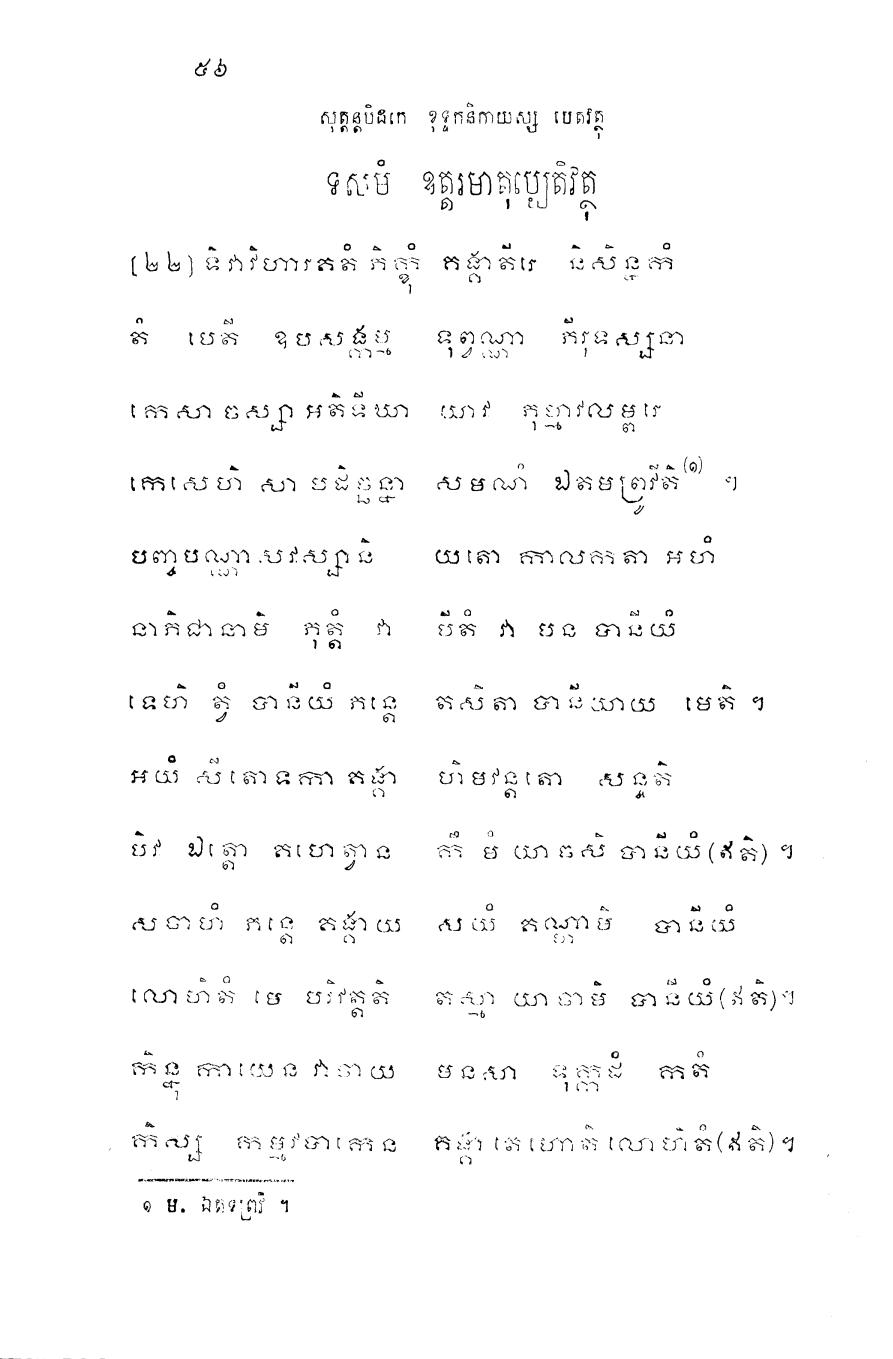 ៥៦
សុត្តន្តបិដកេ ខុទ្ទកនិកាយស្ស បេតវត្ថុ
ទសមំ ឧត្តរមាតុប្បេតិវត្ថុ
[២២] ទិវាវិហារគតំ ភិក្ខុំ គង្គាតីរេ និសិន្នកំ
តំ បេតី ឧបសង្កម្ម ទុព្វណ្ណា ភីរុទស្សនា
កេសា ចស្សា អតិទីឃា យាវ ភុម្មាវលម្ពរេ
កេសេហិ សា បដិច្ឆន្នា សមណំ ឯតមព្រូវីតិ(១) ។
បញ្ចបណ្ណាសវស្សានិ យតោ កាលកតា អហំ
នាភិជានាមិ ភុត្តំ វា បីតំ វា បន បានីយំ
ទេហិ ត្វំ បានីយំ ភន្តេ តសិតា បានីយាយ មេតិ ។
អយំ សីតោទកា គង្គា ហិមវន្តតោ សន្ទតិ
បិវ ឯត្តោ គហេត្វាន កឹ មំ យាចសិ បានីយំ(ឥតិ) ។
សចាហំ ភន្តេ គង្គាយ សយំ គណ្ហាមិ បានីយំ
លោហិតំ មេ បរិវត្តតិ តស្មា យាចាមិ បានីយំ(ឥតិ)។
កិន្នុ កាយេន វាចាយ មនសា ទុក្កដំ កតំ
កិស្ស កម្មវិបាកេន គង្គា តេ ហោតិ លោហិតំ(ឥតិ)។
១ ម. ឯតទព្រវិ ។